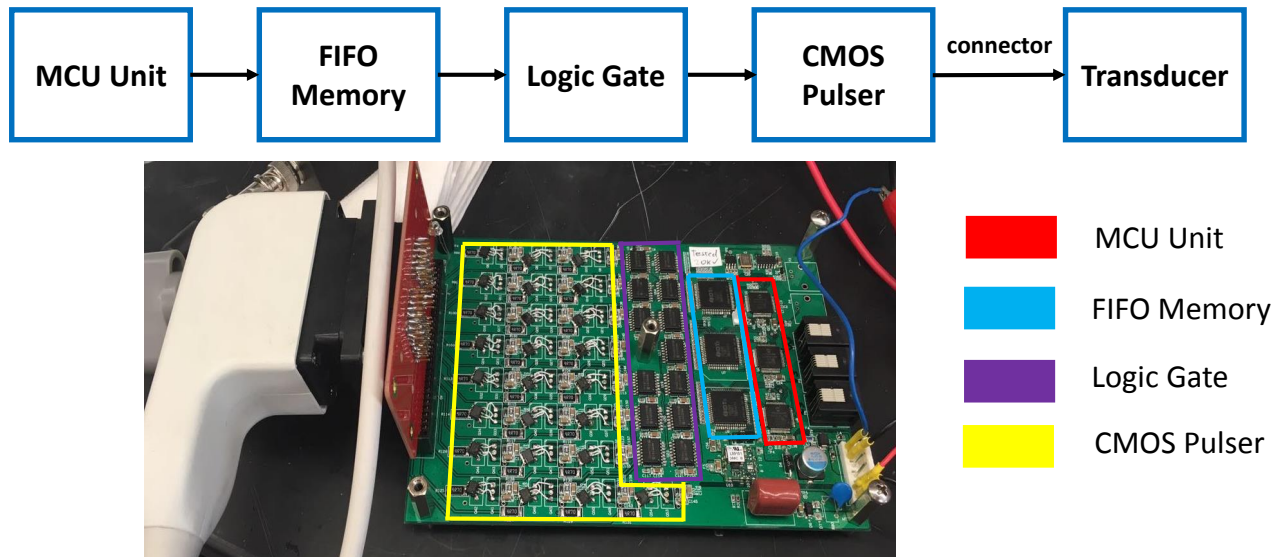 MCU Unit
FIFO
Memory
Logic Gate
CMOS
Pulser
connector
Transducer
Tested
OK✓
MCU Unit
FIFO Memory
Logic Gate
CMOS Pulser